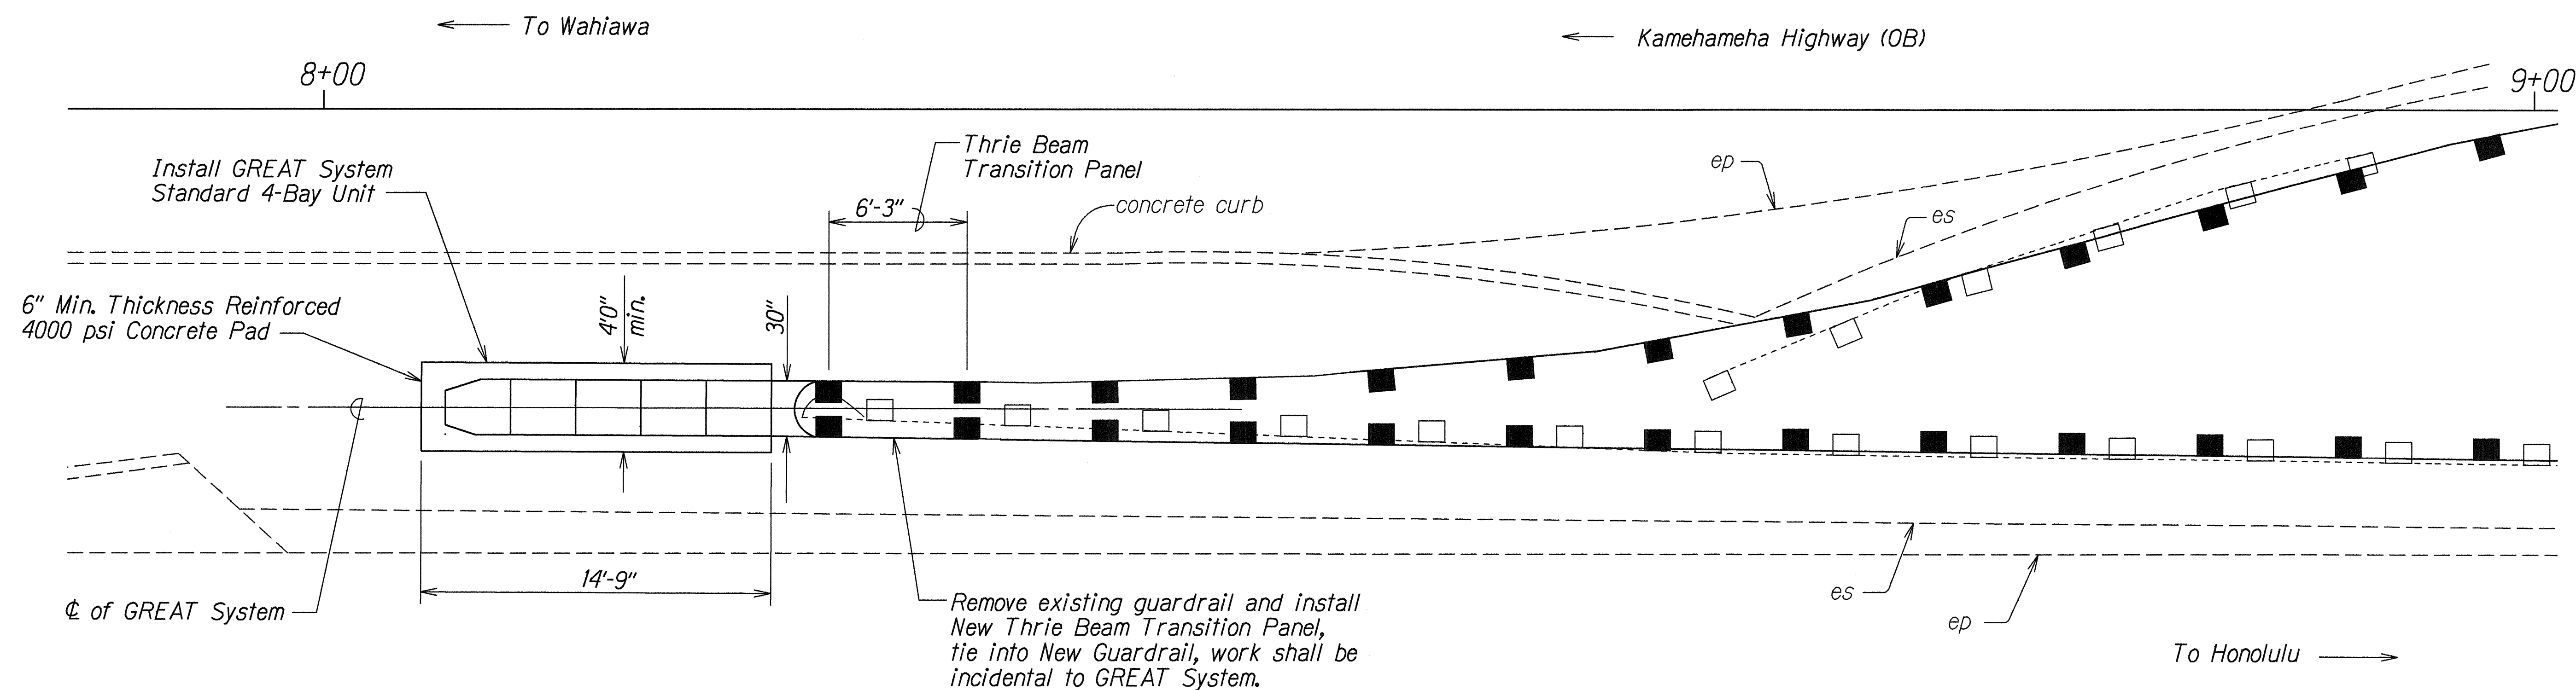 To Wahiawa
Kamehameha Highway (OB)
8+00
9+00
Thrie Beam
Transition Panel
Install GREAT System
Standard 4-Bay Unit
ep
6'-3"
concrete curb
es
6" Min. Thickness Reinforced
4000 psi Concrete Pad
4'0"
min.
30"
14'-9"
℄ of GREAT System
Remove existing guardrail and install
New Thrie Beam Transition Panel,
tie into New Guardrail, work shall be
incidental to GREAT System.
es
ep
To Honolulu